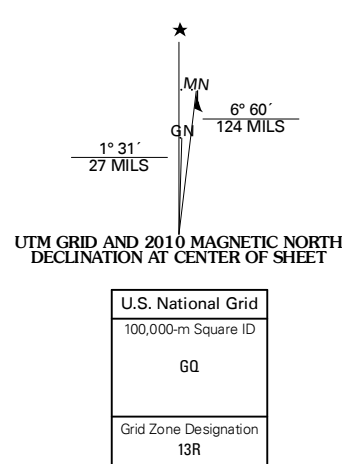 ★
MN
6° 60´
124 MILS
GN
1° 31´
27 MILS
UTM GRID AND 2010 MAGNETIC NORTH
DECLINATION AT CENTER OF SHEET
U.S. National Grid
100,000-m Square ID
GQ
Grid Zone Designation
13R